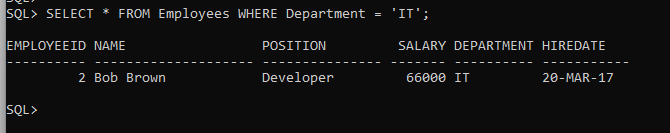 SQL>
SQL> SELECT * FROM Employees WHERE Department = 'IT';
EMPLOYEEID NAME                 POSITION         SALARY DEPARTMENT HIREDATE
---------- -------------------- --------------- ------- ---------- -----------
         2 Bob Brown            Developer         66000 IT         20-MAR-17
SQL>